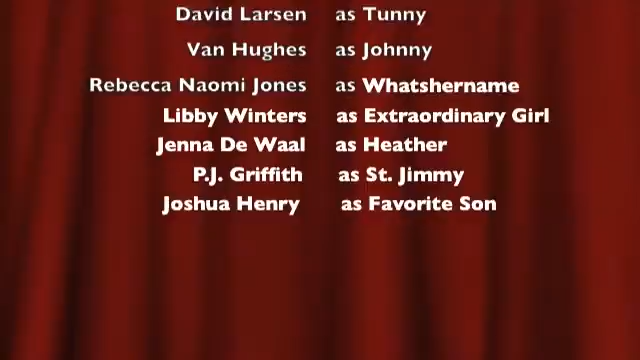 David Larsen as Tunny
Van Hughes as Johnny
Rebecca Naomi Jones as Whatshername
Libby Winters as Extraordinary Girl
Jenna De Waal as Heather
P.J. Griffith as St. Jimmy
Joshua Henry as Favorite Son